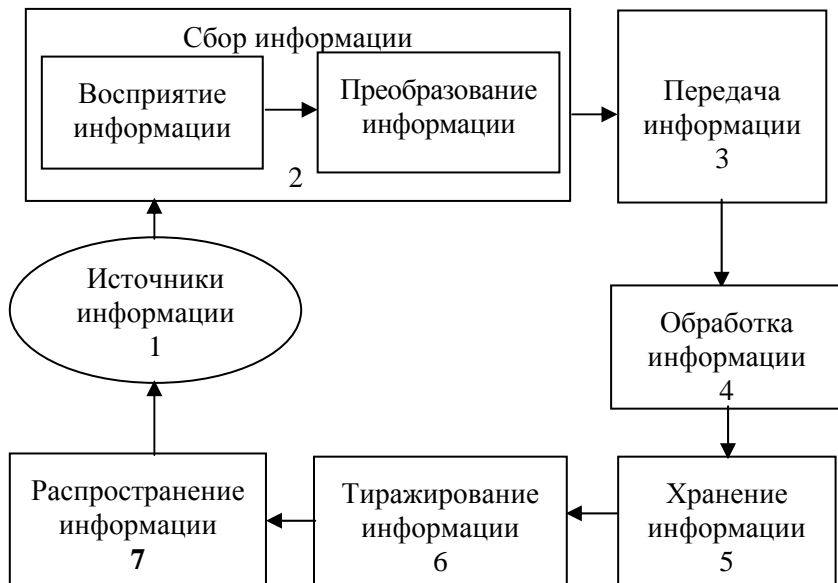 Сбор информации
Восприятие
информации
Преобразование
информации
2
Передача
информации
3
Источники
информации
1
Обработка
информации
4
Распространение
информации
7
Тиражирование
информации
6
Хранение
информации
5